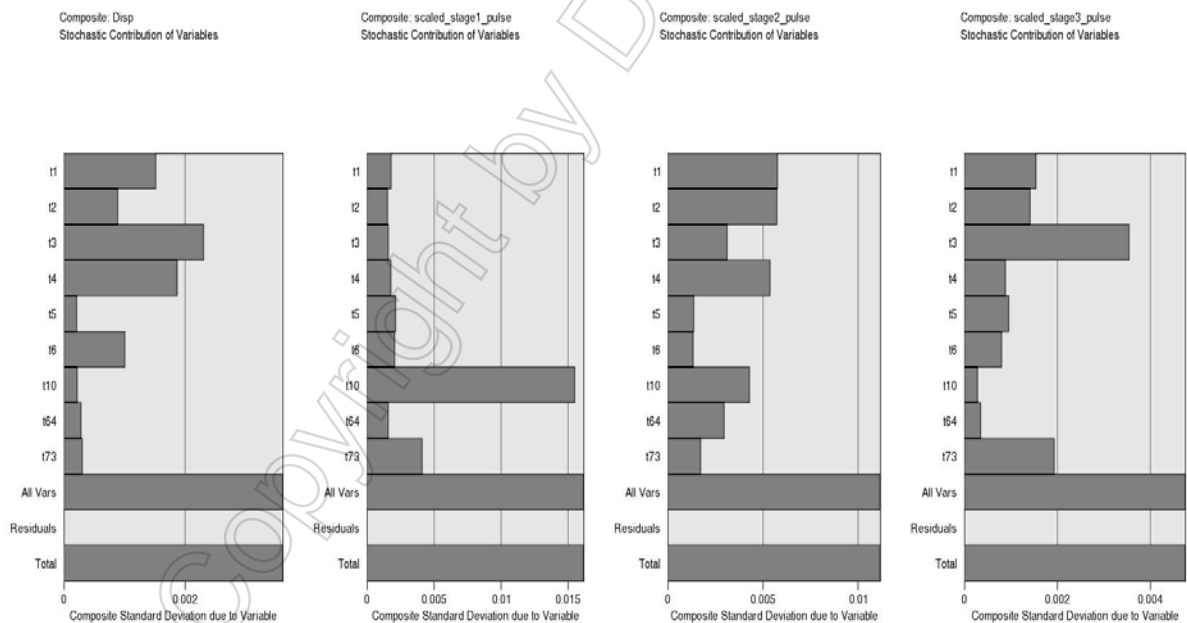 Composite: Disp
Stochastic Contribution of Variables
t1
t2
t3
t4
t5
t6
t10
t64
t73
All Vars
Residuals
Total
0 0.002
Composite Standard Deviation due to Variable
Composite: scaled_stage1_pulse
Stochastic Contribution of Variables
t1
t2
t3
t4
t5
t6
t10
t64
t73
All Vars
Residuals
Total
0 0.005 0.01 0.015
Composite Standard Deviation due to Variable
Composite: scaled_stage2_pulse
Stochastic Contribution of Variables
t1
t2
t3
t4
t5
t6
t10
t64
t73
All Vars
Residuals
Total
0 0.005 0.01
Composite Standard Deviation due to Variable
Composite: scaled_stage3_pulse
Stochastic Contribution of Variables
t1
t2
t3
t4
t5
t6
t10
t64
t73
All Vars
Residuals
Total
0 0.002 0.004
Composite Standard Deviation due to Variable
Copyright by D